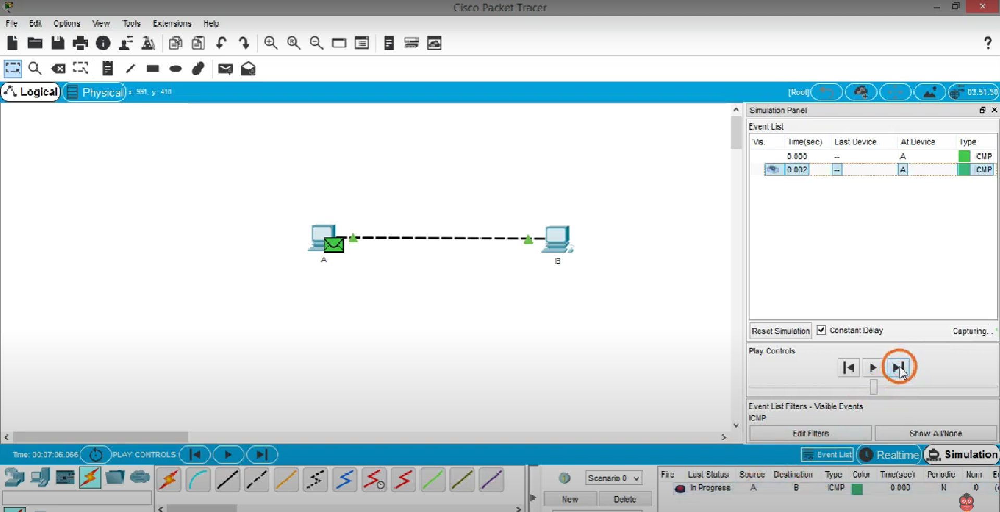 Cisco Packet Tracer
File Edit Options View Tools Extensions Help
?
Logical Physical x: 991, y: 410 [Root] 03:51:30
Simulation Panel
Event List
Vis. Time(sec) Last Device At Device Type
0.000 -- A ICMP
0.002 -- A ICMP
A B
Reset Simulation Constant Delay Capturing...
Play Controls
Event List Filters - Visible Events
ICMP
Edit Filters Show All/None
Time: 00:07:06.066 PLAY CONTROLS: Event List Realtime Simulation
Scenario 0 Fire Last Status Source Destination Type Color Time(sec) Periodic Num
In Progress A B ICMP 0.000 N 0
New Delete